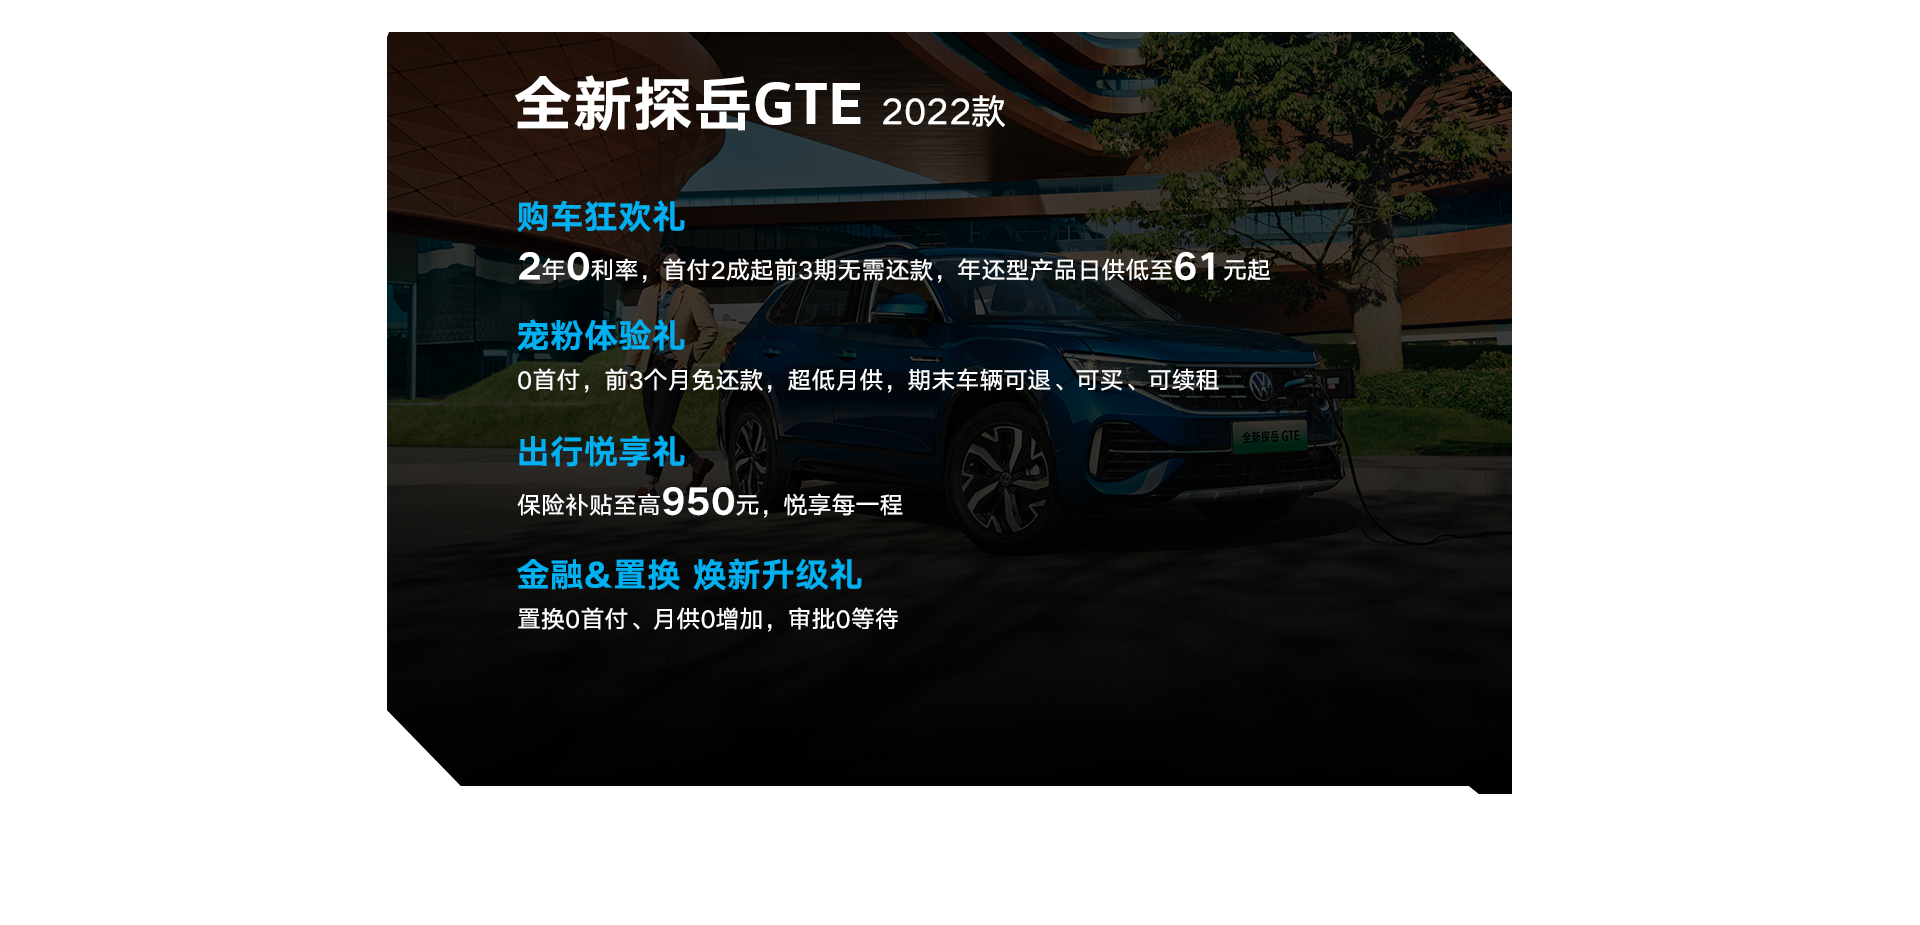 全新探岳GTE 2022款
购车狂欢礼
2年0利率，首付2成起前3期无需还款，年还型产品日供低至61元起
宠粉体验礼
0首付，前3个月免还款，超低月供，期末车辆可退、可买、可续租
全新探岳 GTE
出行悦享礼
保险补贴至高950元，悦享每一程
金融&置换 焕新升级礼
置换0首付、月供0增加，审批0等待